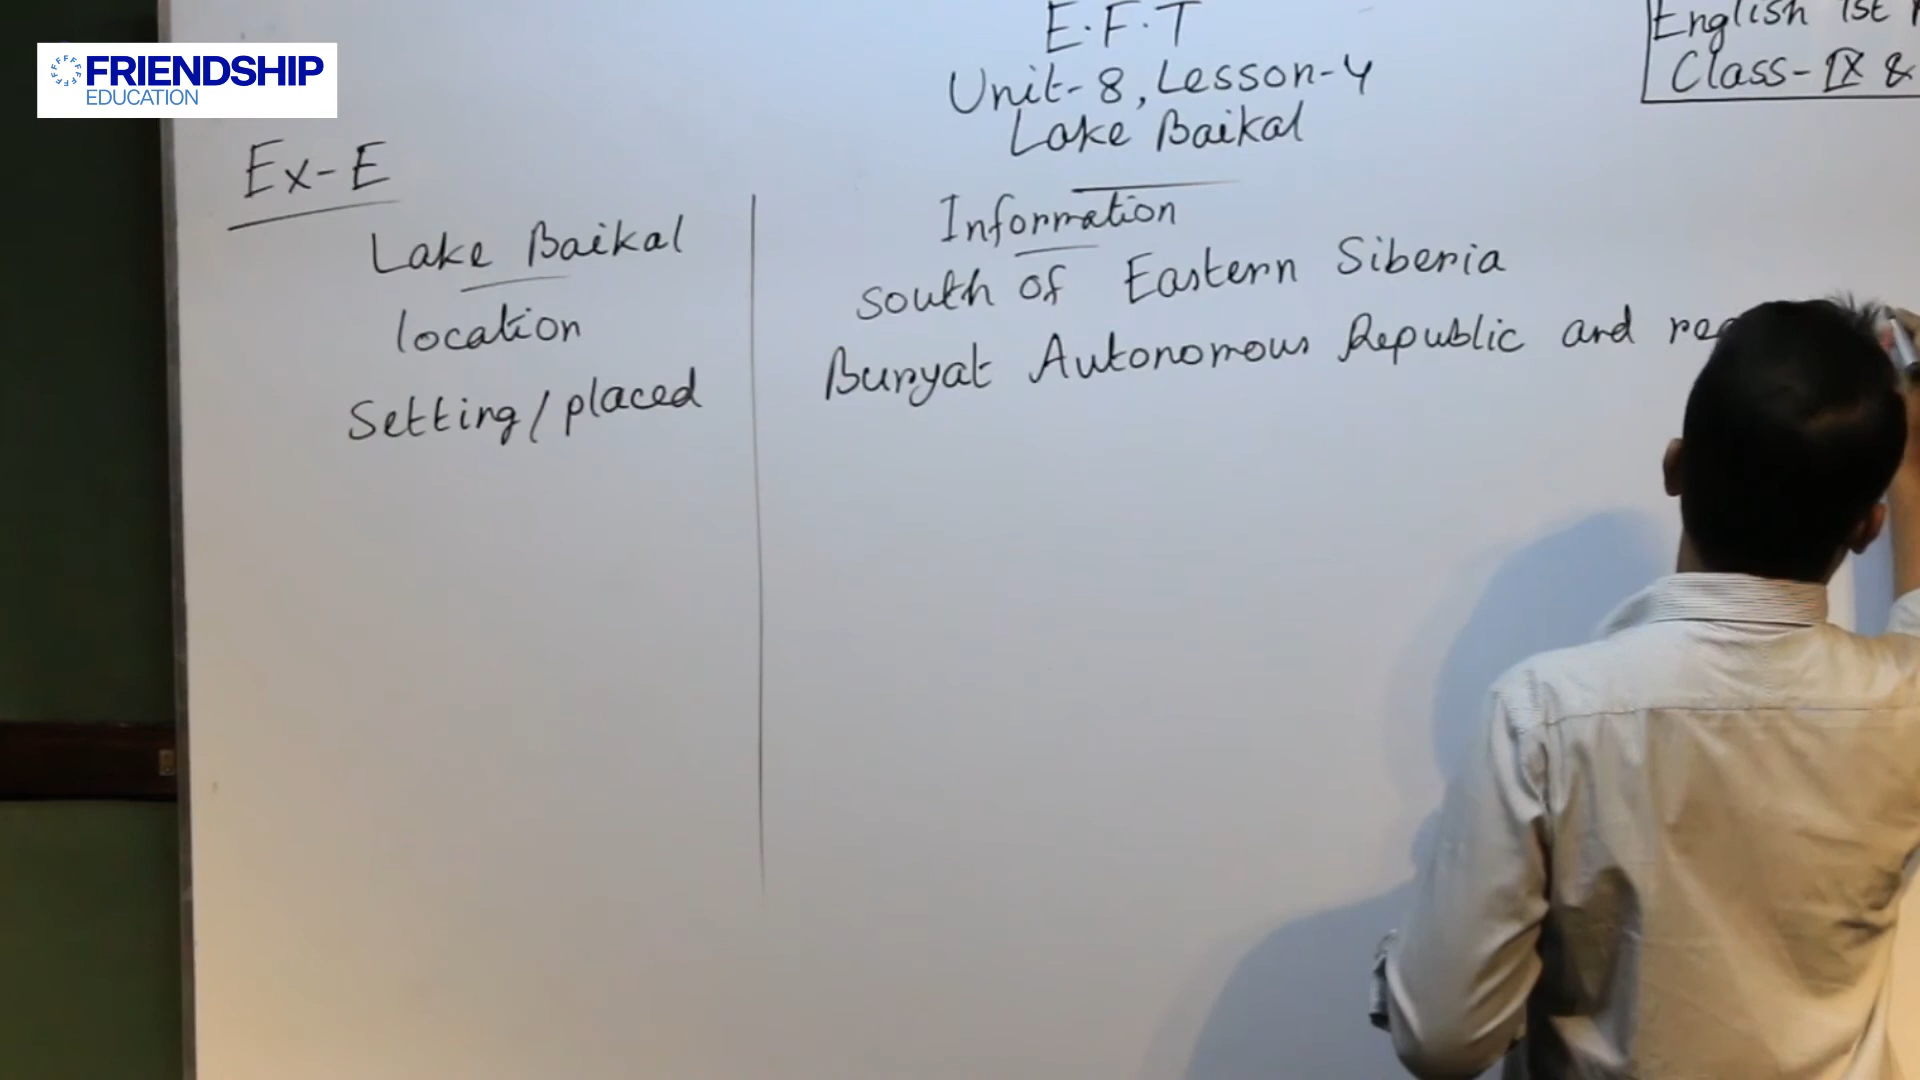 FRIENDSHIP
EDUCATION
E.F.T
Unit-8, Lesson-4
Lake Baikal
English 1st
Class-IX &
Ex-E
Lake Baikal
Information
location
south of Eastern Siberia
Setting/placed
Buryat Autonomous Republic and